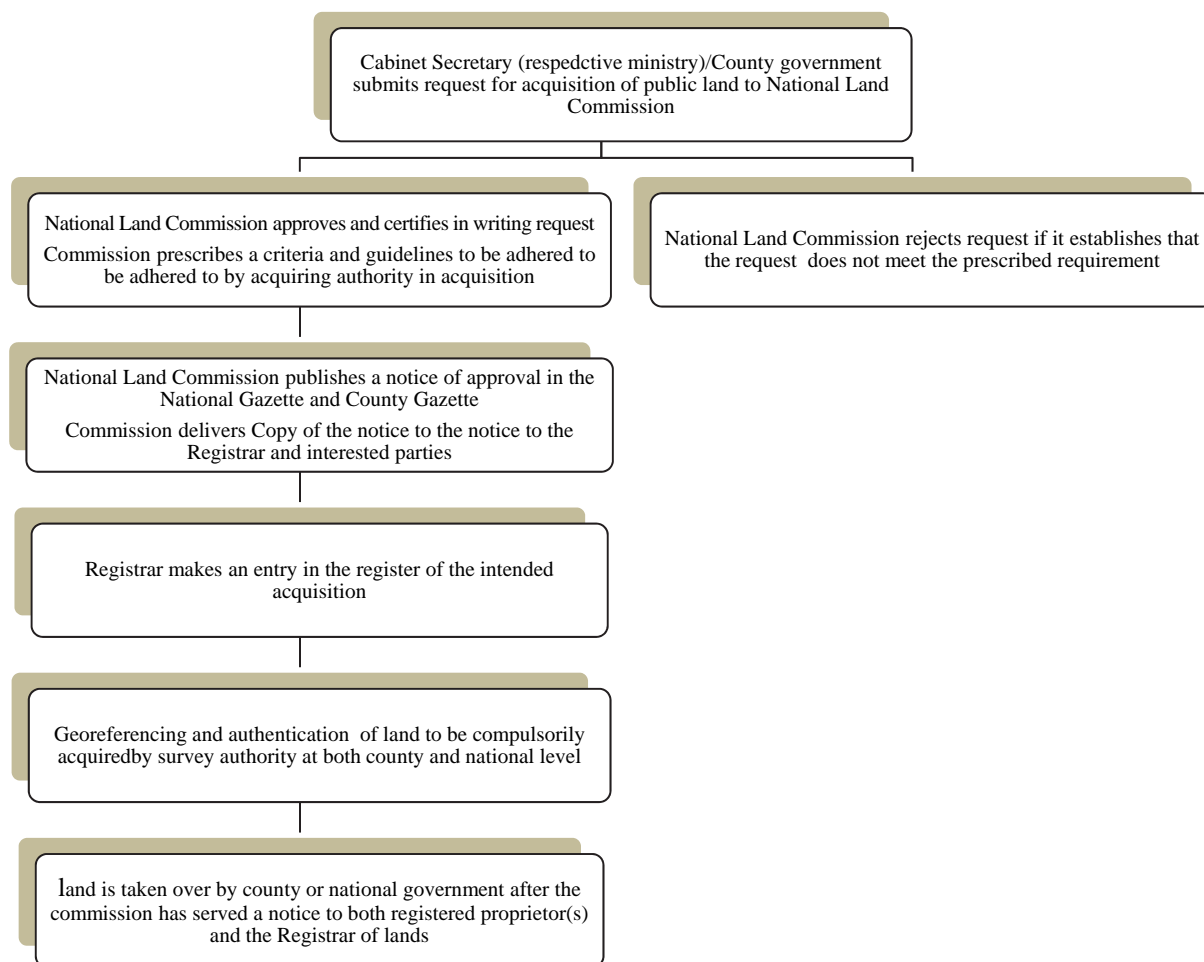 Cabinet Secretary (respedctive ministry)/County government
submits request for acquisition of public land to National Land
Commission
National Land Commission approves and certifies in writing request
Commission prescribes a criteria and guidelines to be adhered to
be adhered to by acquiring authority in acquisition
National Land Commission rejects request if it establishes that
the request does not meet the prescribed requirement
National Land Commission publishes a notice of approval in the
National Gazette and County Gazette
Commission delivers Copy of the notice to the notice to the
Registrar and interested parties
Registrar makes an entry in the register of the intended
acquisition
Georeferencing and authentication of land to be compulsorily
acquiredby survey authority at both county and national level
land is taken over by county or national government after the
commission has served a notice to both registered proprietor(s)
and the Registrar of lands